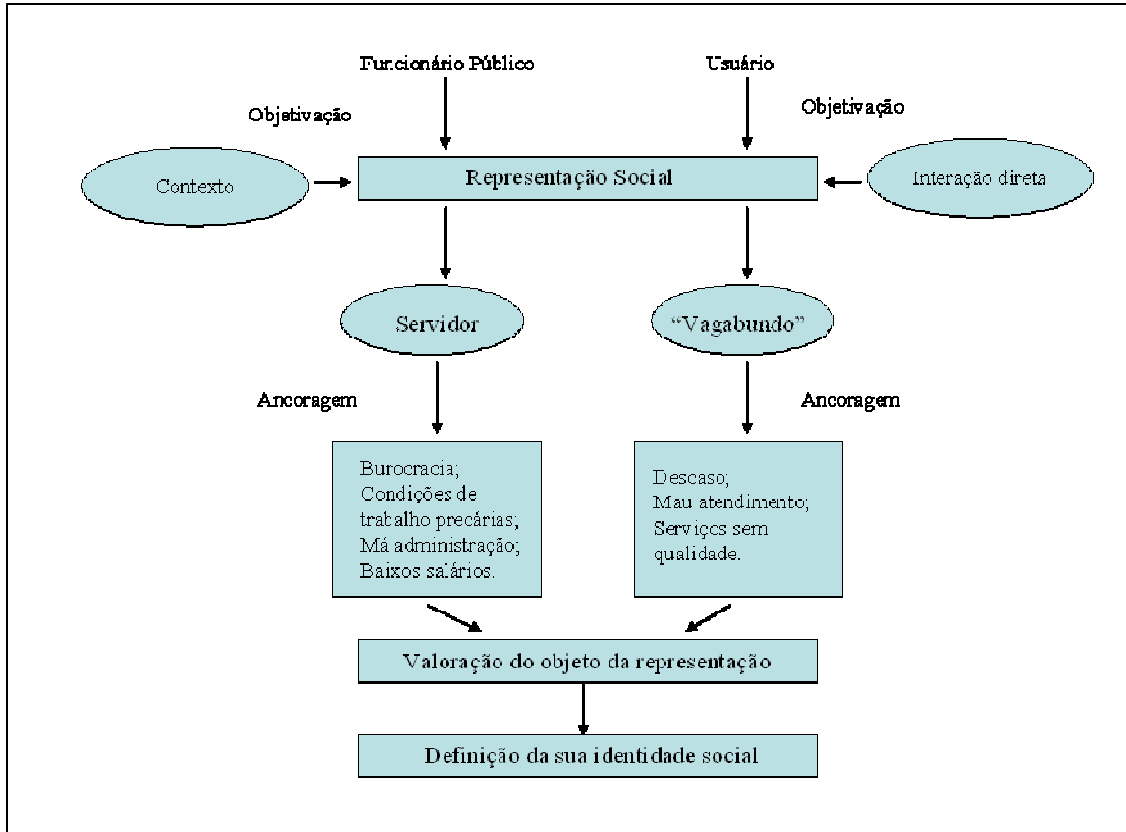 Funcionário Público
Usuário
Objetivação
Objetivação
Contexto
Representação Social
Interação direta
Servidor
“Vagabundo”
Ancoragem
Ancoragem
Burocracia;
Condições de
trabalho precárias;
Má administração;
Baixos salários.
Descaso;
Mau atendimento;
Serviços sem
qualidade.
Valoração do objeto da representação
Definição da sua identidade social